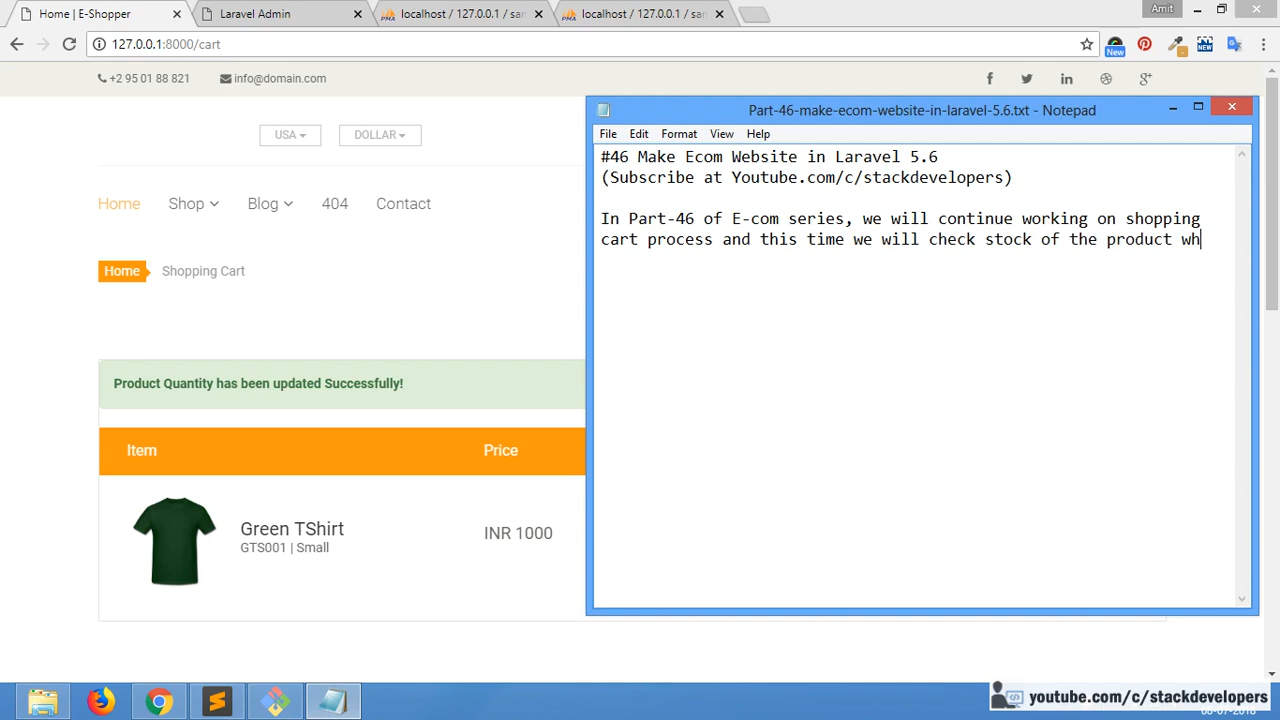 Home | E-Shopper
Laravel Admin
localhost / 127.0.0.1 / sar
localhost / 127.0.0.1 / sar
Amit
127.0.0.1:8000/cart
New
NEW
+2 95 01 88 821
info@domain.com
USA
DOLLAR
Home
Shop
Blog
404
Contact
Home
Shopping Cart
Product Quantity has been updated Successfully!
Item
Price
Green TShirt
GTS001 | Small
INR 1000
Part-46-make-ecom-website-in-laravel-5.6.txt - Notepad
File
Edit
Format
View
Help
#46 Make Ecom Website in Laravel 5.6
(Subscribe at Youtube.com/c/stackdevelopers)
In Part-46 of E-com series, we will continue working on shopping
cart process and this time we will check stock of the product wh
youtube.com/c/stackdevelopers